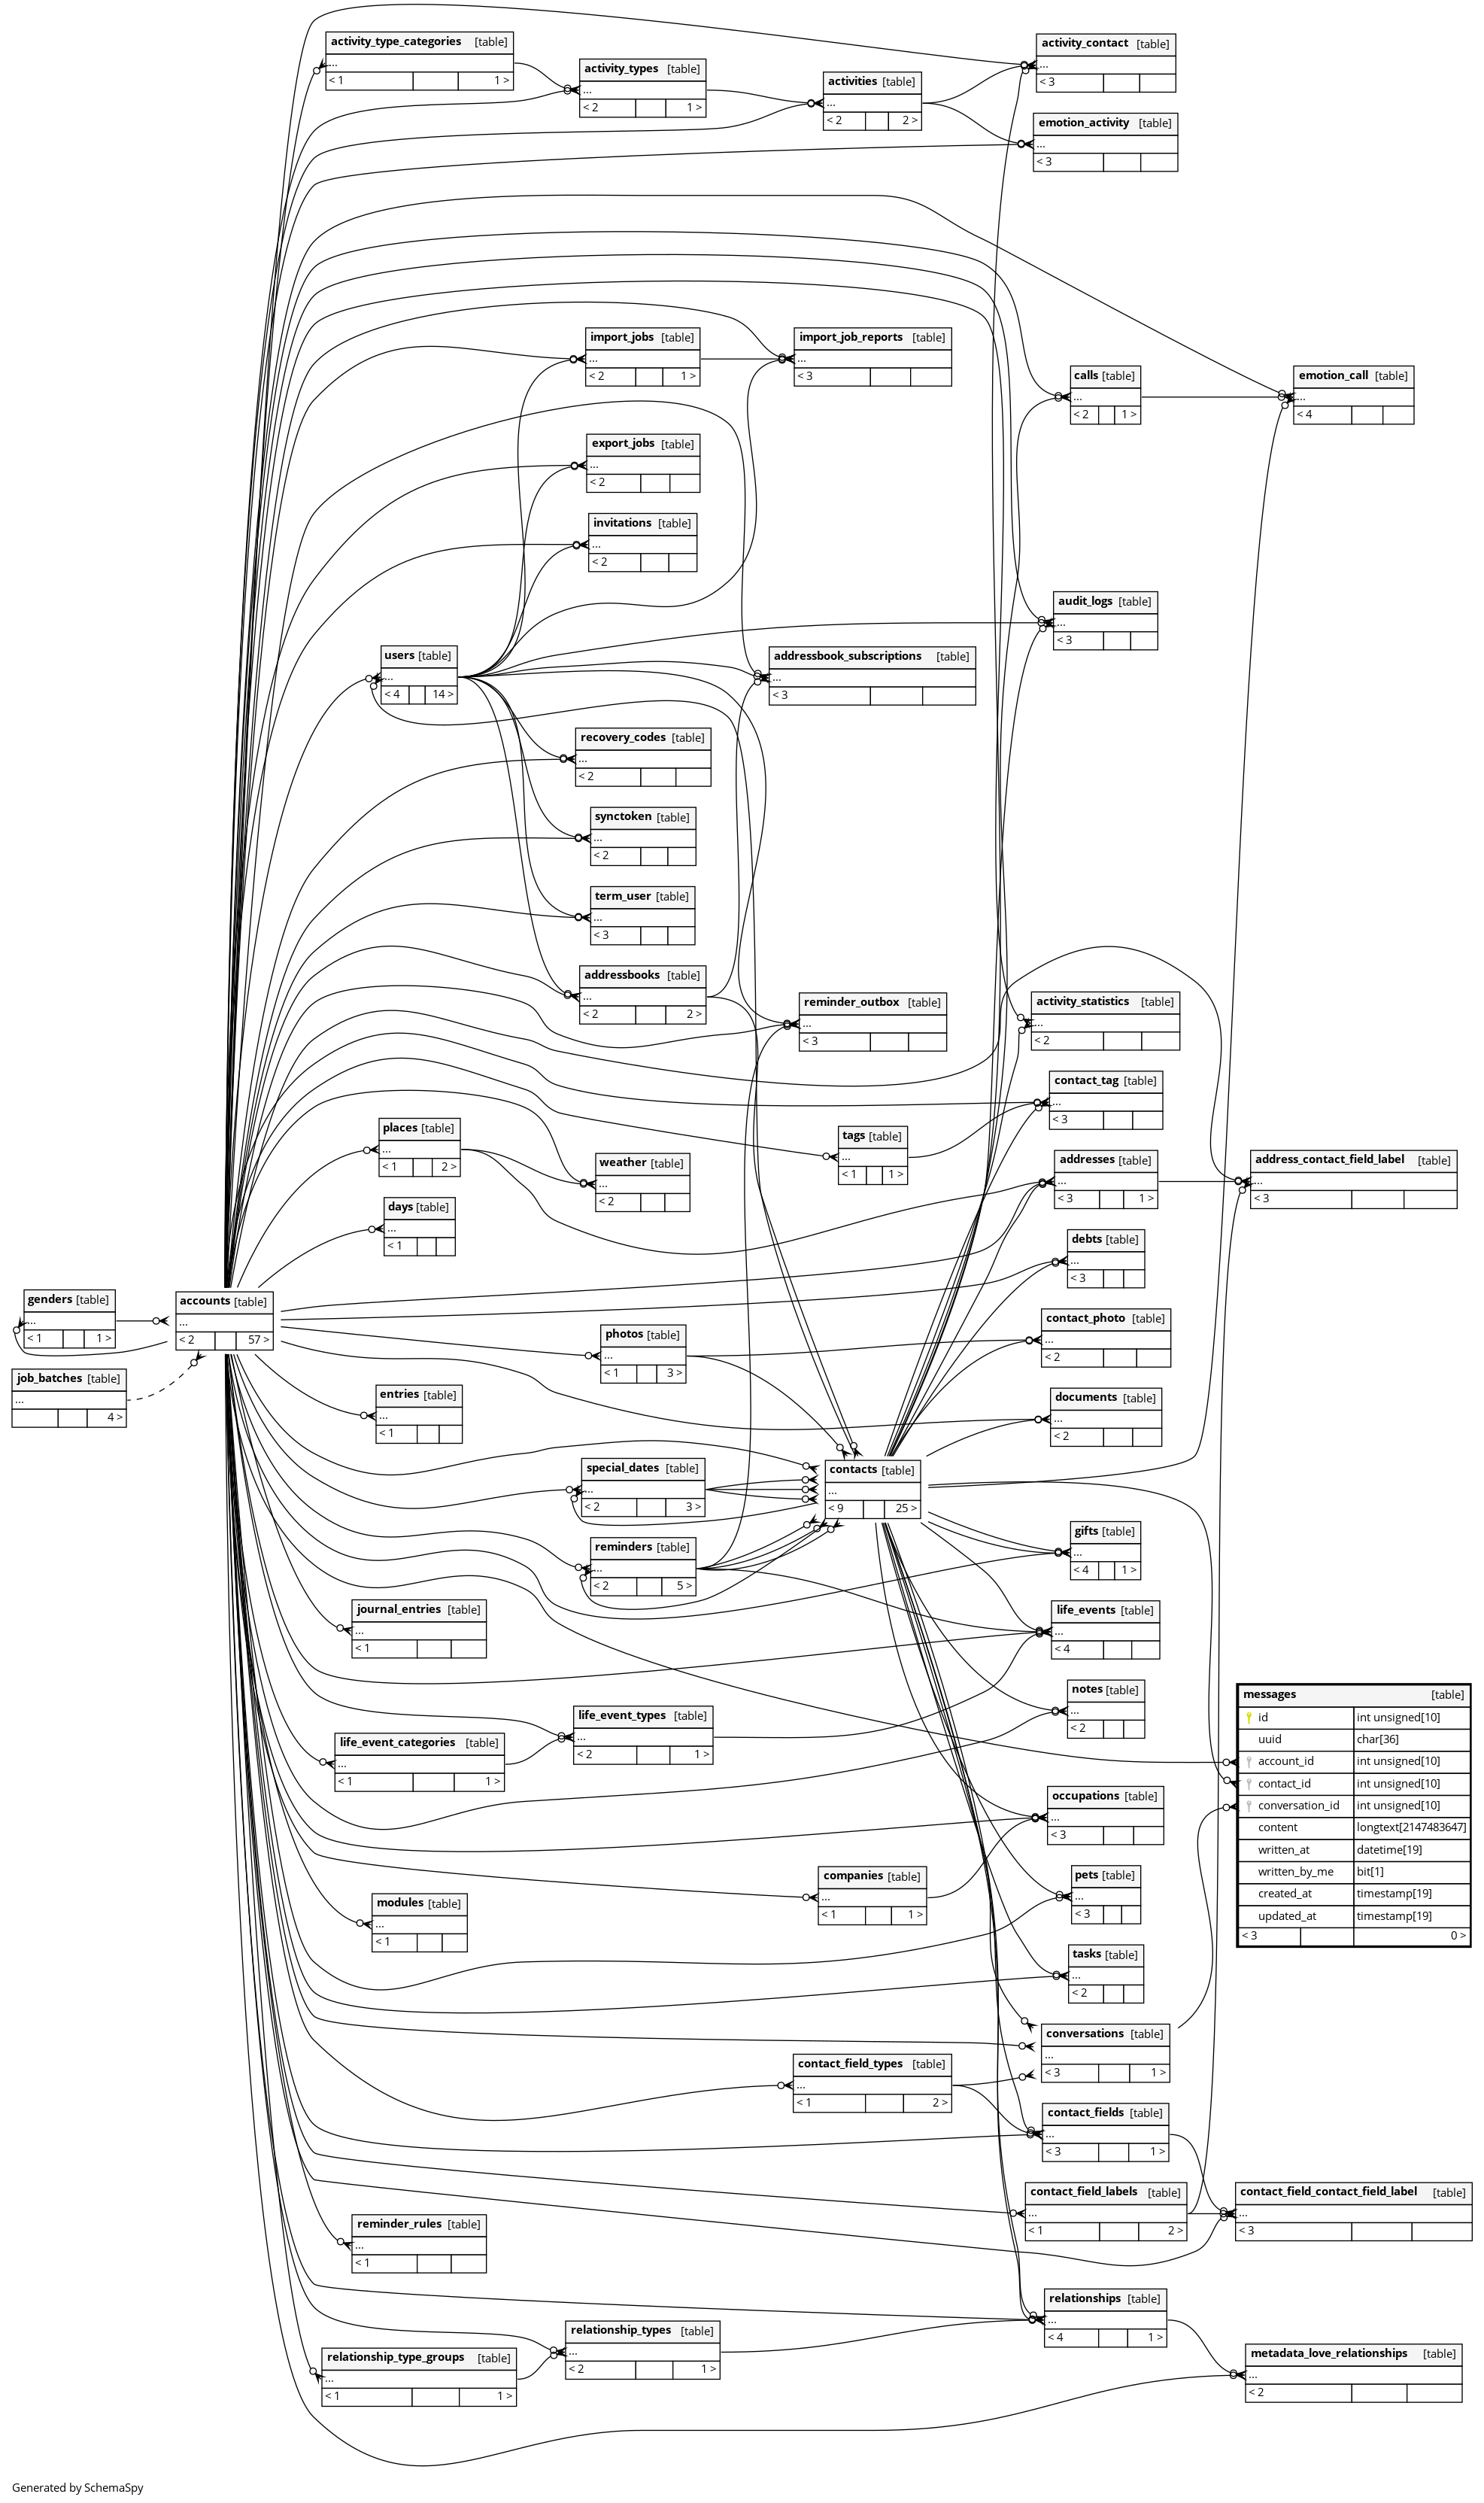 activity_type_categories [table]
...
< 1 1 >
activity_types [table]
...
< 2 1 >
activities [table]
...
< 2 2 >
activity_contact [table]
...
< 3
emotion_activity [table]
...
< 3
import_jobs [table]
...
< 2 1 >
import_job_reports [table]
...
< 3
calls [table]
...
< 2 1 >
emotion_call [table]
...
< 4
export_jobs [table]
...
< 2
invitations [table]
...
< 2
audit_logs [table]
...
< 3
users [table]
...
< 4 14 >
addressbook_subscriptions [table]
...
< 3
recovery_codes [table]
...
< 2
synctoken [table]
...
< 2
term_user [table]
...
< 3
addressbooks [table]
...
< 2 2 >
reminder_outbox [table]
...
< 3
activity_statistics [table]
...
< 2
contact_tag [table]
...
< 3
places [table]
...
< 1 2 >
tags [table]
...
< 1 1 >
weather [table]
...
< 2
addresses [table]
...
< 3 1 >
address_contact_field_label [table]
...
< 3
days [table]
...
< 1
debts [table]
...
< 3
genders [table]
...
< 1 1 >
accounts [table]
...
< 2 57 >
contact_photo [table]
...
< 2
photos [table]
...
< 1 3 >
job_batches [table]
...
4 >
entries [table]
...
< 1
documents [table]
...
< 2
special_dates [table]
...
< 2 3 >
contacts [table]
...
< 9 25 >
gifts [table]
...
< 4 1 >
reminders [table]
...
< 2 5 >
journal_entries [table]
...
< 1
life_events [table]
...
< 4
notes [table]
...
< 2
messages [table]
id int unsigned[10]
uuid char[36]
account_id int unsigned[10]
contact_id int unsigned[10]
conversation_id int unsigned[10]
content longtext[2147483647]
written_at datetime[19]
written_by_me bit[1]
created_at timestamp[19]
updated_at timestamp[19]
< 3 0 >
life_event_types [table]
...
< 2 1 >
life_event_categories [table]
...
< 1 1 >
occupations [table]
...
< 3
companies [table]
...
< 1 1 >
pets [table]
...
< 3
modules [table]
...
< 1
tasks [table]
...
< 2
conversations [table]
...
< 3 1 >
contact_field_types [table]
...
< 1 2 >
contact_fields [table]
...
< 3 1 >
contact_field_labels [table]
...
< 1 2 >
contact_field_contact_field_label [table]
...
< 3
reminder_rules [table]
...
< 1
relationships [table]
...
< 4 1 >
relationship_types [table]
...
< 2 1 >
relationship_type_groups [table]
...
< 1 1 >
metadata_love_relationships [table]
...
< 2
Generated by SchemaSpy